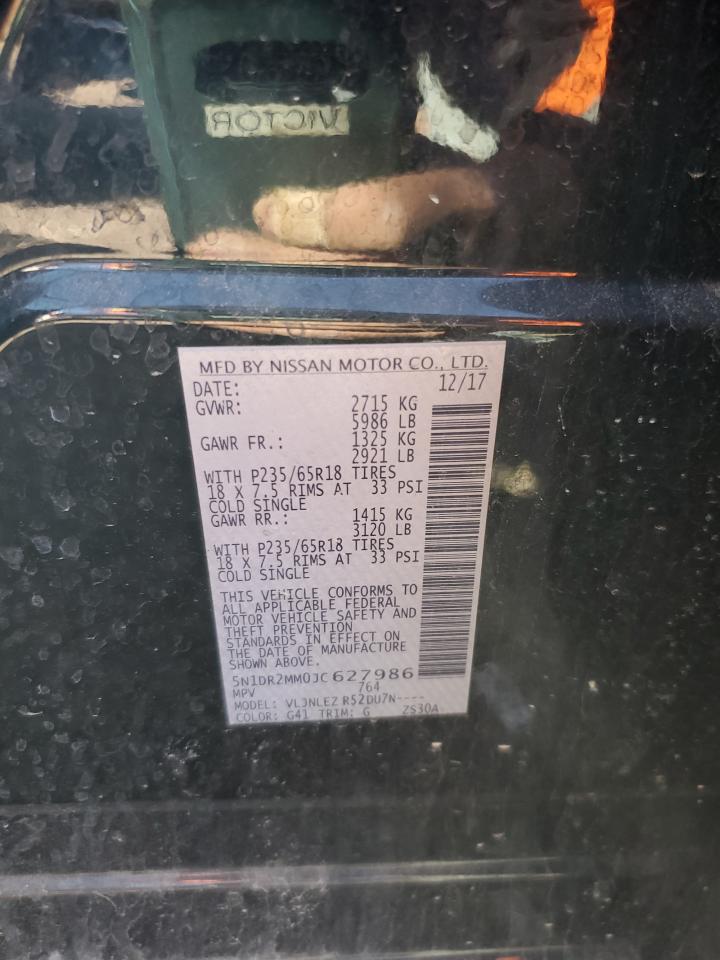 VICTOR
MFD BY NISSAN MOTOR CO., LTD.
DATE: 12/17
GVWR: 2715 KG
5986 LB
GAWR FR.: 1325 KG
2921 LB
WITH P235/65R18 TIRES
18 X 7.5 RIMS AT 33 PSI
COLD SINGLE
GAWR RR.: 1415 KG
3120 LB
WITH P235/65R18 TIRES
18 X 7.5 RIMS AT 33 PSI
COLD SINGLE
THIS VEHICLE CONFORMS TO
ALL APPLICABLE FEDERAL
MOTOR VEHICLE SAFETY AND
THEFT PREVENTION
STANDARDS IN EFFECT ON
THE DATE OF MANUFACTURE
SHOWN ABOVE.
5N1DR2MM0JC627986
MPV 764
MODEL: VLJNLEZ R52DU7N----
COLOR: G41 TRIM: G ZS30A